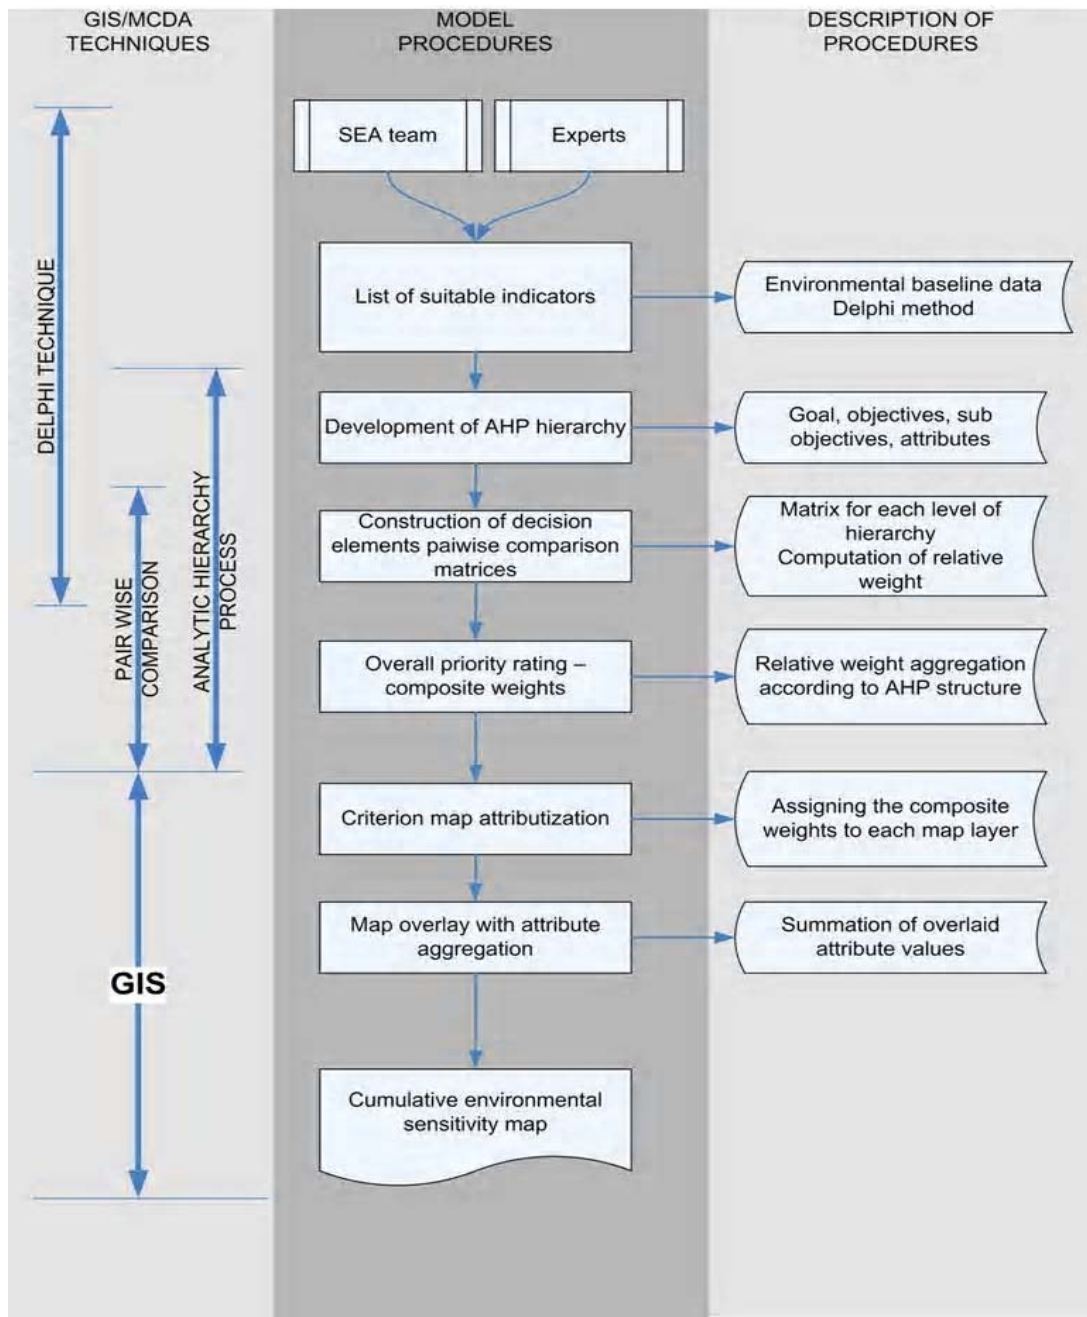 GIS/MCDA
TECHNIQUES
MODEL
PROCEDURES
DESCRIPTION OF
PROCEDURES
SEA team
Experts
List of suitable indicators
Environmental baseline data
Delphi method
Development of AHP hierarchy
Goal, objectives, sub
objectives, attributes
Construction of decision
elements paiwise comparison
matrices
Matrix for each level of
hierarchy
Computation of relative
weight
Overall priority rating –
composite weights
Relative weight aggregation
according to AHP structure
Criterion map attributization
Assigning the composite
weights to each map layer
Map overlay with attribute
aggregation
Summation of overlaid
attribute values
Cumulative environmental
sensitivity map
DELPHI TECHNIQUE
PAIR WISE
COMPARISON
ANALYTIC HIERARCHY
PROCESS
GIS